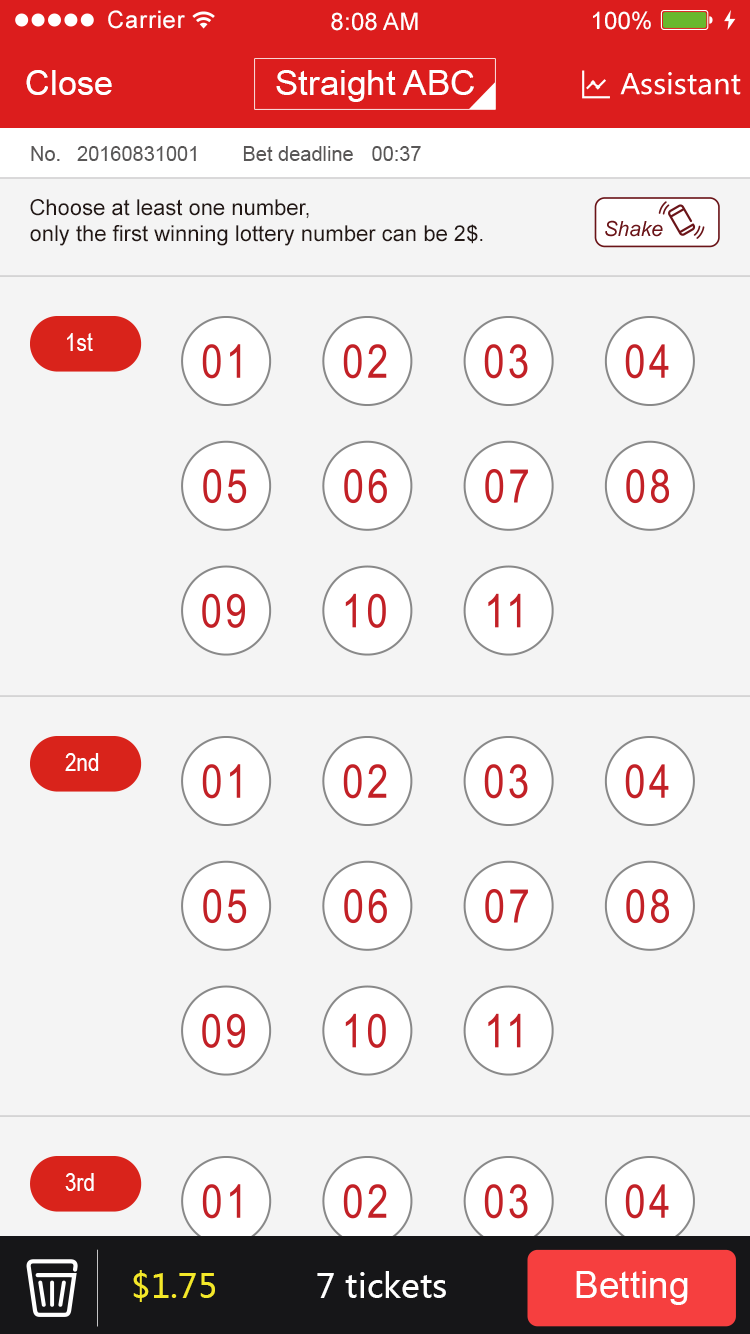 Carrier 8:08 AM 100%
Close Straight ABC Assistant
No. 20160831001 Bet deadline 00:37
Choose at least one number,
only the first winning lottery number can be 2$.
Shake
1st 01 02 03 04
05 06 07 08
09 10 11
2nd 01 02 03 04
05 06 07 08
09 10 11
3rd 01 02 03 04
$1.75 7 tickets Betting